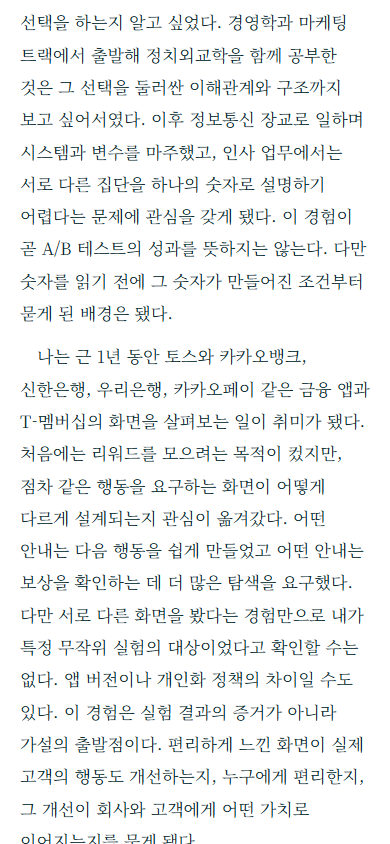 선택을 하는지 알고 싶었다. 경영학과 마케팅
트랙에서 출발해 정치외교학을 함께 공부한
것은 그 선택을 둘러싼 이해관계와 구조까지
보고 싶어서였다. 이후 정보통신 장교로 일하며
시스템과 변수를 마주했고, 인사 업무에서는
서로 다른 집단을 하나의 숫자로 설명하기
어렵다는 문제에 관심을 갖게 됐다. 이 경험이
곧 A/B 테스트의 성과를 뜻하지는 않는다. 다만
숫자를 읽기 전에 그 숫자가 만들어진 조건부터
묻게 된 배경은 됐다.
나는 근 1년 동안 토스와 카카오뱅크,
신한은행, 우리은행, 카카오페이 같은 금융 앱과
T-멤버십의 화면을 살펴보는 일이 취미가 됐다.
처음에는 리워드를 모으려는 목적이 컸지만,
점차 같은 행동을 요구하는 화면이 어떻게
다르게 설계되는지 관심이 옮겨갔다. 어떤
안내는 다음 행동을 쉽게 만들었고 어떤 안내는
보상을 확인하는 데 더 많은 탐색을 요구했다.
다만 서로 다른 화면을 봤다는 경험만으로 내가
특정 무작위 실험의 대상이었다고 확인할 수는
없다. 앱 버전이나 개인화 정책의 차이일 수도
있다. 이 경험은 실험 결과의 증거가 아니라
가설의 출발점이다. 편리하게 느낀 화면이 실제
고객의 행동도 개선하는지, 누구에게 편리한지,
그 개선이 회사와 고객에게 어떤 가치로
이어지는지를 묻게 됐다